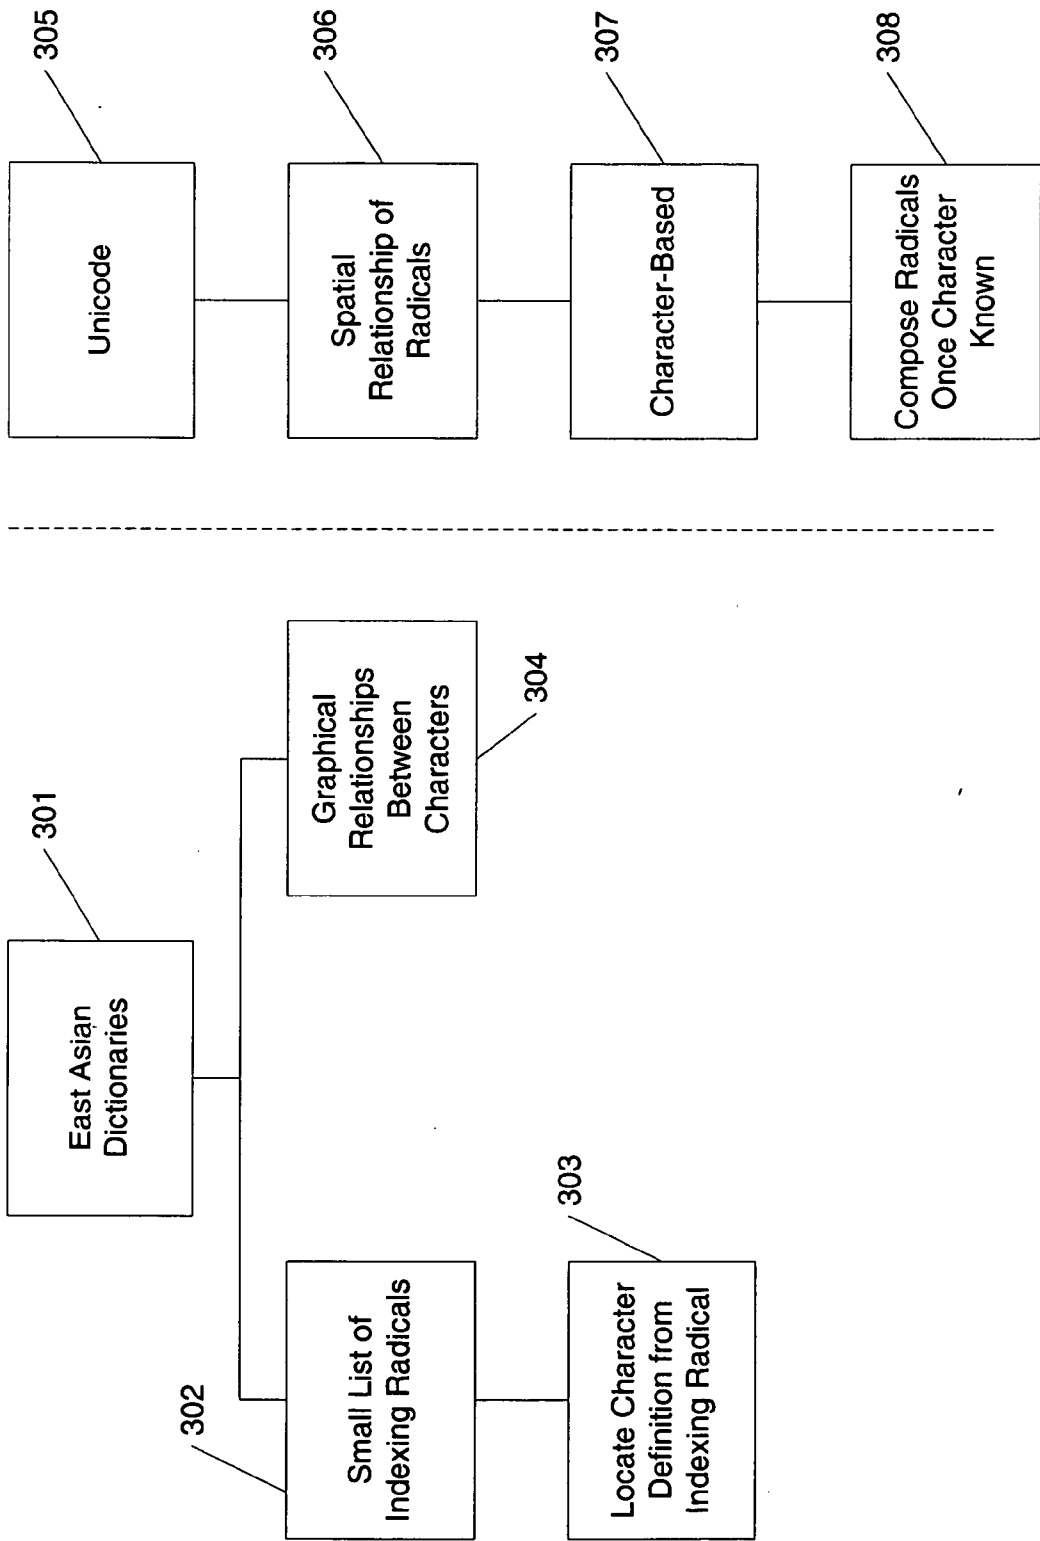 301
East Asian
Dictionaries
302
Small List of
Indexing Radicals
303
Locate Character
Definition from
Indexing Radical
Graphical
Relationships
Between
Characters
304
305
Unicode
306
Spatial
Relationship of
Radicals
307
Character-Based
308
Compose Radicals
Once Character
Known